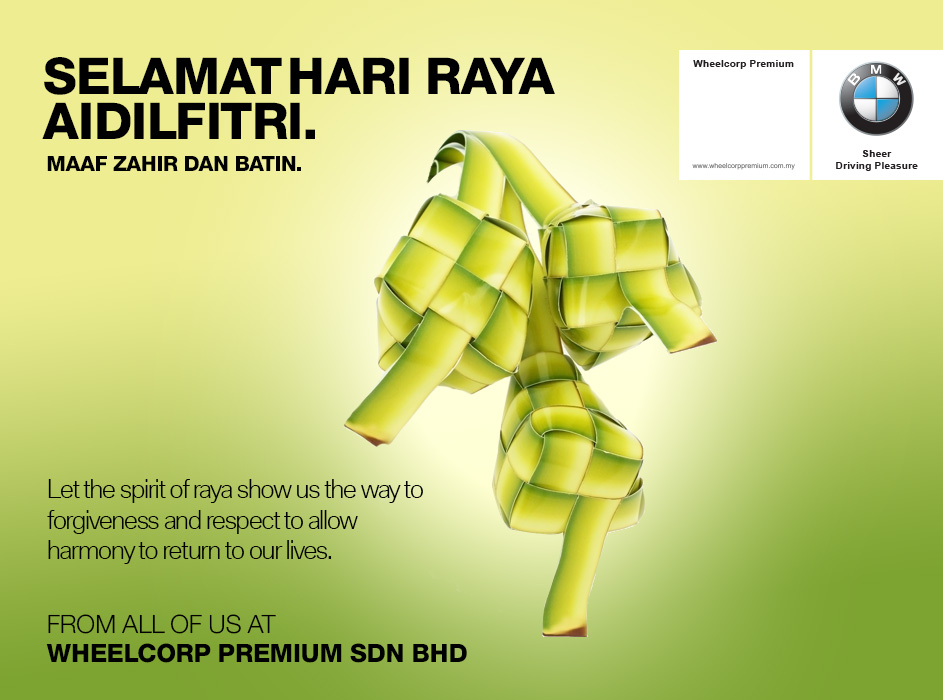 SELAMAT HARI RAYA
AIDILFITRI.
MAAF ZAHIR DAN BATIN.
Wheelcorp Premium
www.wheelcorppremium.com.my
BMW
Sheer
Driving Pleasure
Let the spirit of raya show us the way to
forgiveness and respect to allow
harmony to return to our lives.
FROM ALL OF US AT
WHEELCORP PREMIUM SDN BHD